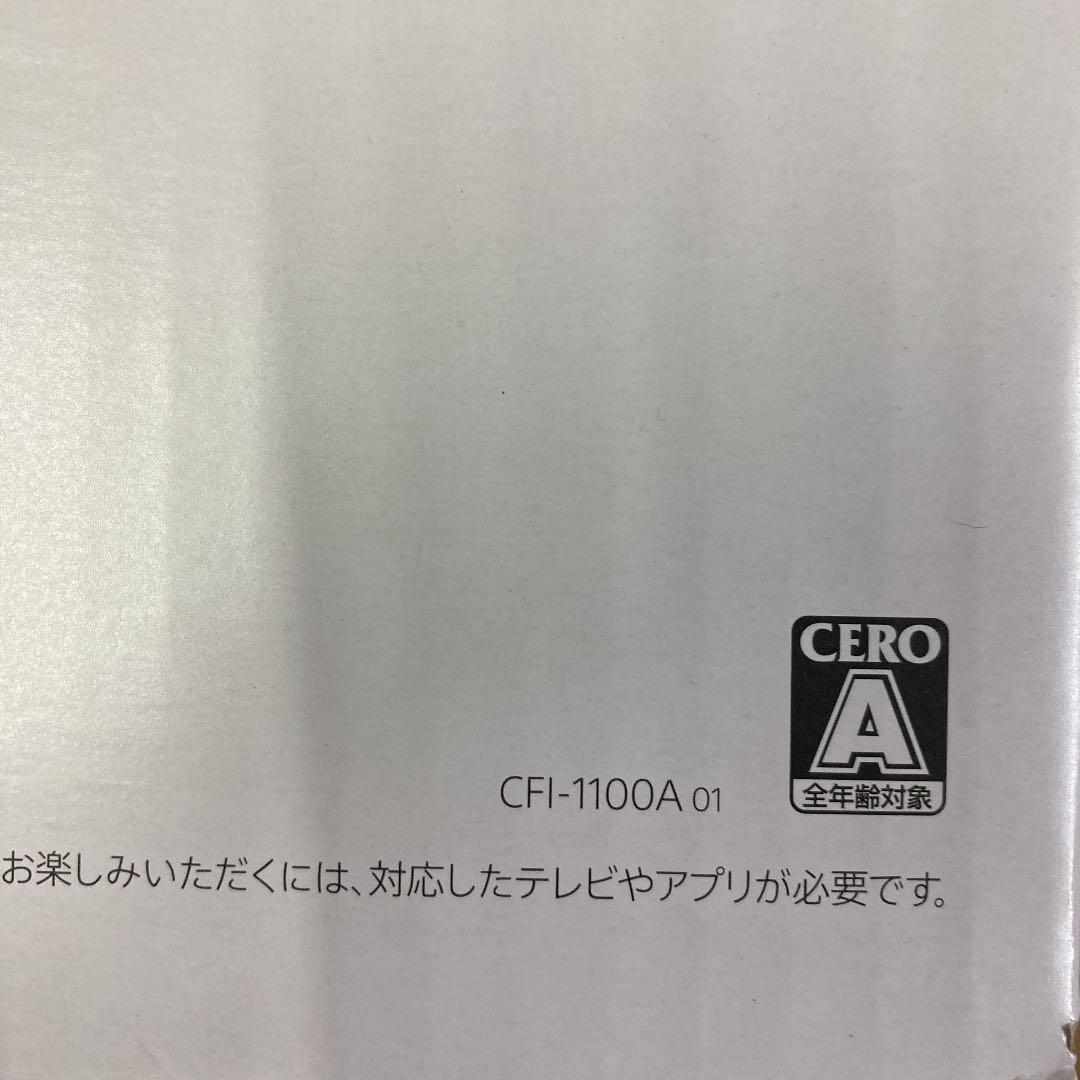 CERO
A
全年齢対象
CFI-1100A 01
お楽しみいただくには、対応したテレビやアプリが必要です。